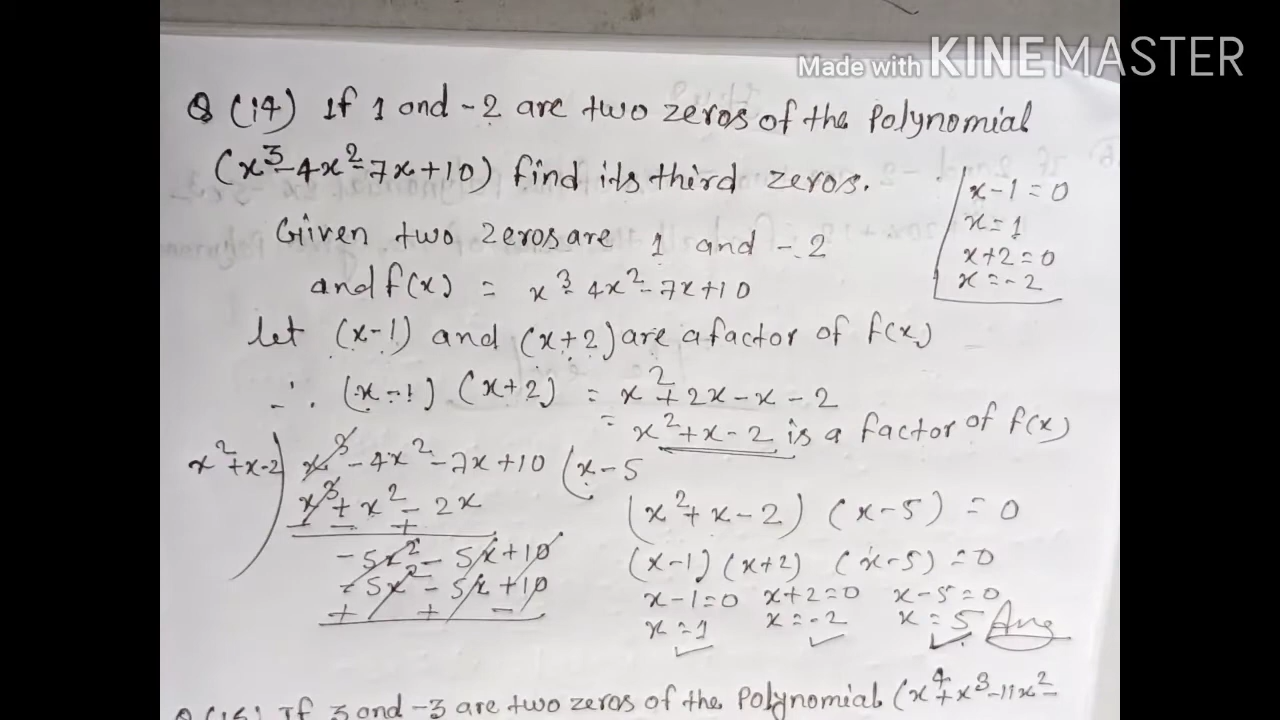 Made with KINEMASTER
Q (14) If 1 and -2 are two zeros of the Polynomial
(x³-4x²-7x+10) find its third zeros.
x-1=0
x=1
x+2=0
x=-2
Giiven two zeros are 1 and -2
and f(x) = x³-4x²-7x+10
let (x-1) and (x+2) are a factor of f(x)
∴ (x-1) (x+2) = x²+2x-x-2
= x²+x-2 is a factor of f(x)
x²+x-2) x³-4x²-7x+10 (x-5
x³+x²-2x
- - +
-5x²-5x+10
-5x²-5x+10
+ + -
(x²+x-2) (x-5) = 0
(x-1) (x+2) (x-5) = 0
x-1=0 x+2=0 x-5=0
x=1 x=-2 x=5 Ans
Q (15) If 3 and -3 are two zeros of the Polynomial (x⁴+x³-11x²-